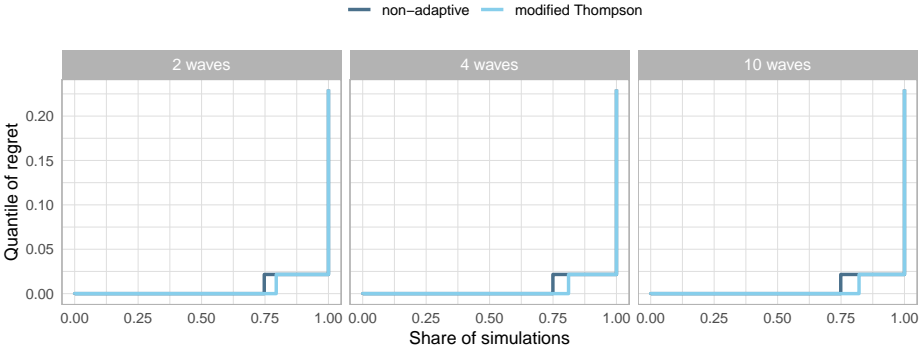 non-adaptive modified Thompson
2 waves 4 waves 10 waves
Quantile of regret
0.20
0.15
0.10
0.05
0.00
0.00 0.25 0.50 0.75 1.00 0.00 0.25 0.50 0.75 1.00 0.00 0.25 0.50 0.75 1.00
Share of simulations